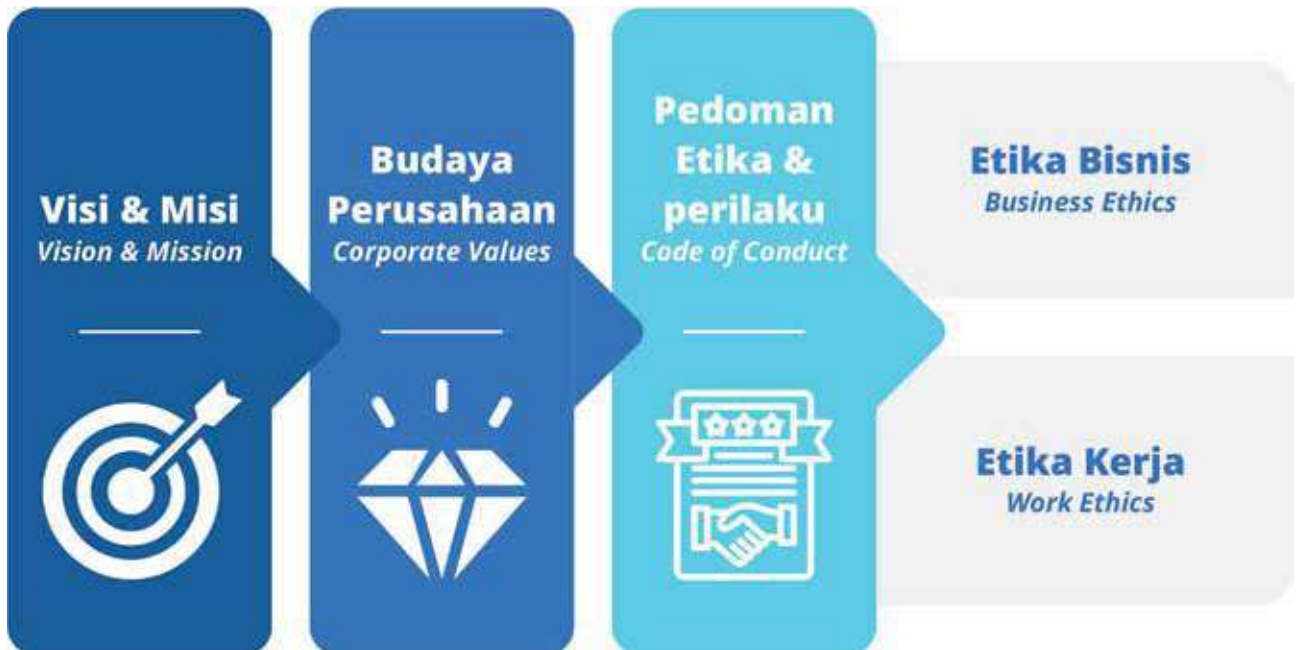 Visi & Misi
Vision & Mission
Budaya
Perusahaan
Corporate Values
Pedoman
Etika &
perilaku
Code of Conduct
Etika Bisnis
Business Ethics
Etika Kerja
Work Ethics